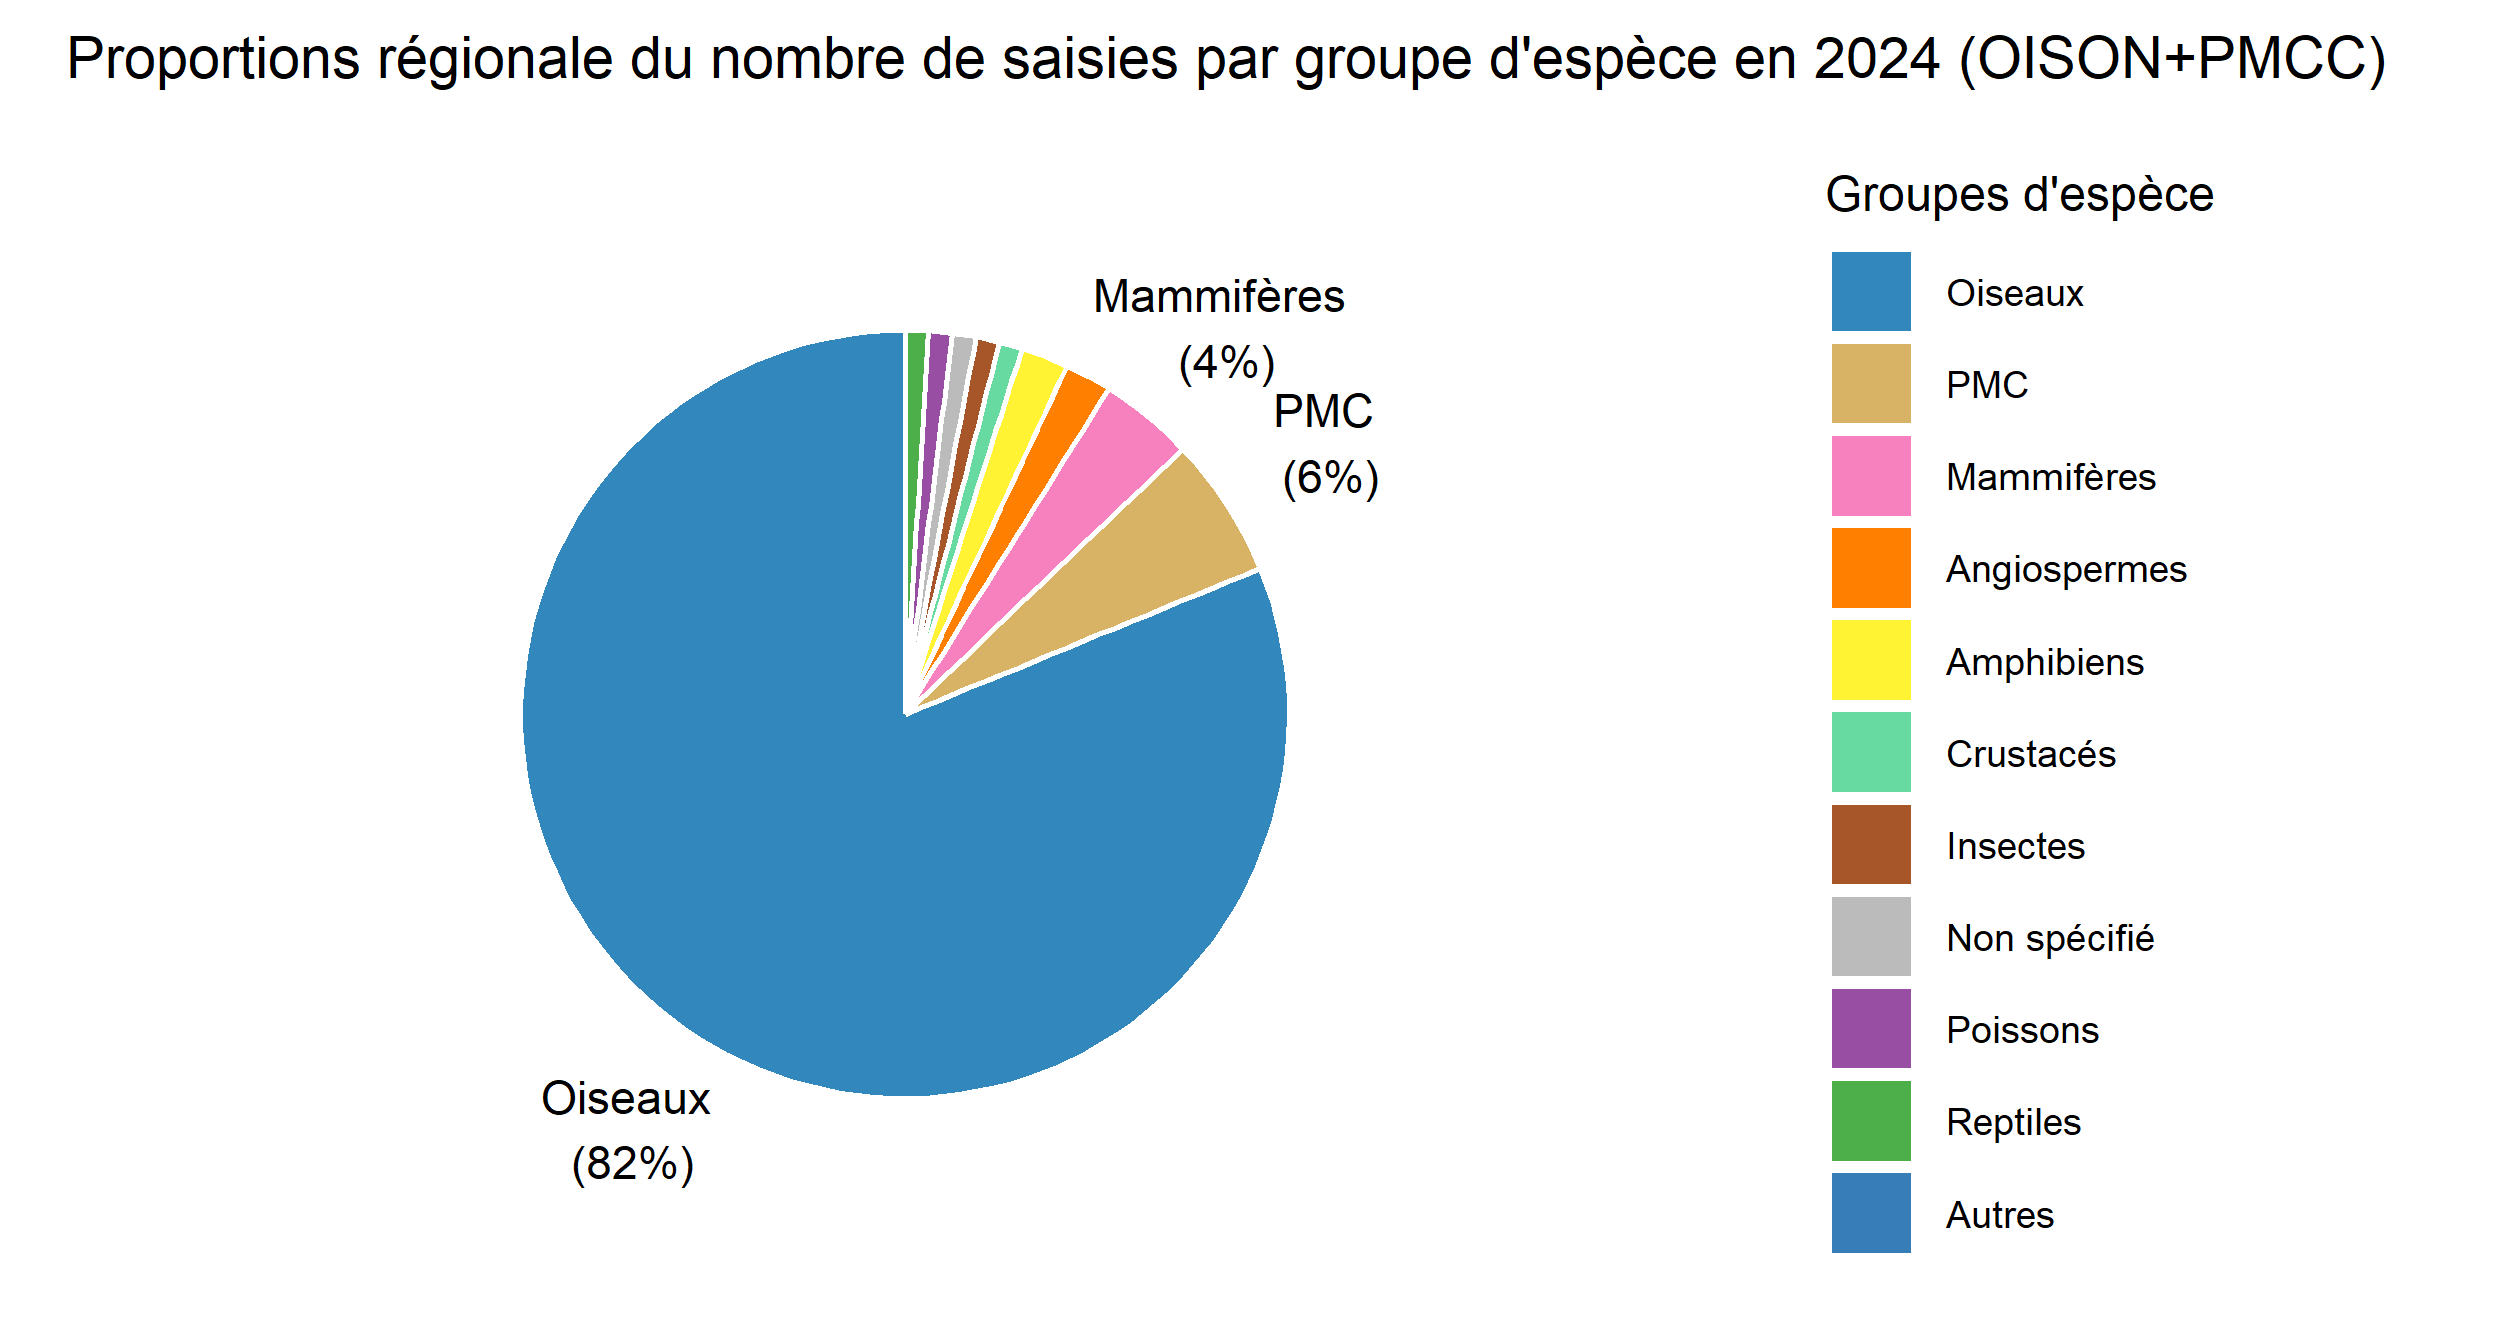 Proportions régionale du nombre de saisies par groupe d'espèce en 2024 (OISON+PMCC)
Mammifères
(4%)
PMC
(6%)
Oiseaux
(82%)
Groupes d'espèce
Oiseaux
PMC
Mammifères
Angiospermes
Amphibiens
Crustacés
Insectes
Non spécifié
Poissons
Reptiles
Autres